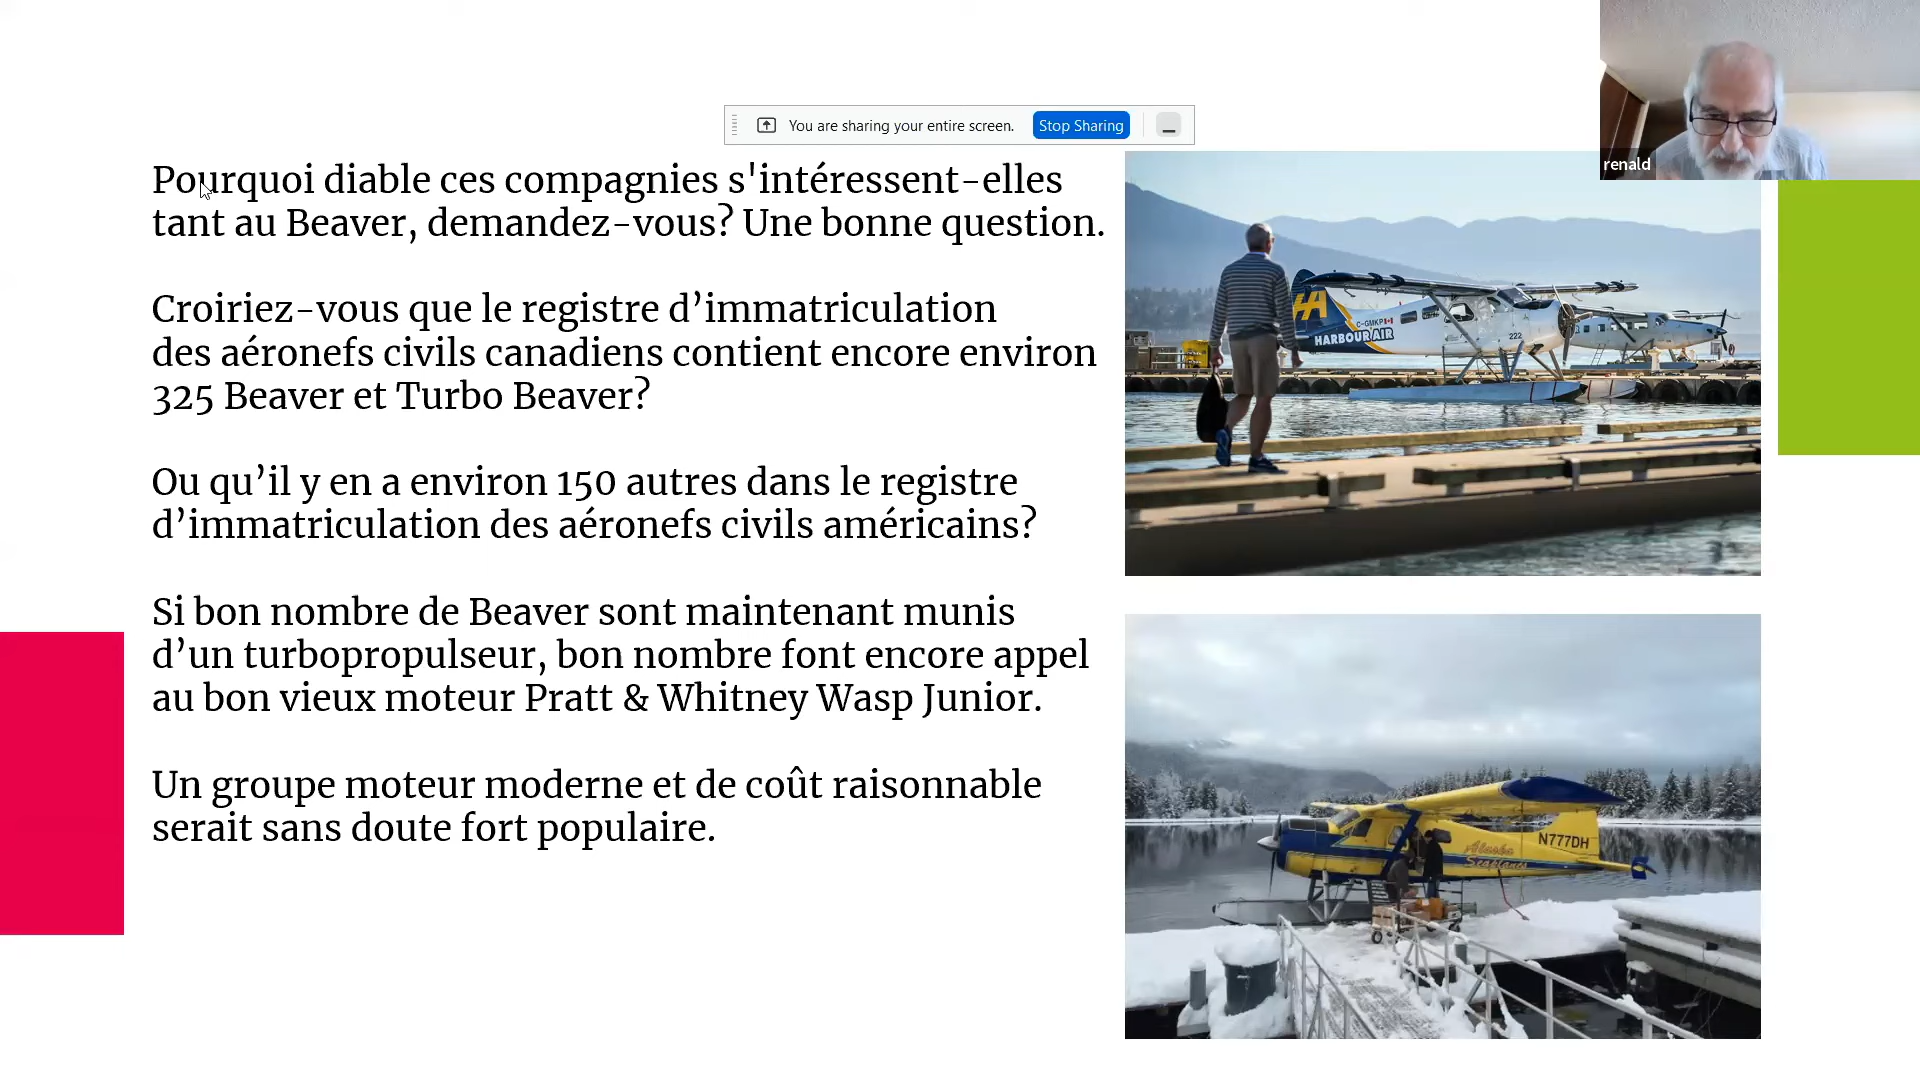 You are sharing your entire screen.
Stop Sharing
renald
Pourquoi diable ces compagnies s'intéressent-elles
tant au Beaver, demandez-vous? Une bonne question.
Croiriez-vous que le registre d’immatriculation
des aéronefs civils canadiens contient encore environ
325 Beaver et Turbo Beaver?
Ou qu’il y en a environ 150 autres dans le registre
d’immatriculation des aéronefs civils américains?
Si bon nombre de Beaver sont maintenant munis
d’un turbopropulseur, bon nombre font encore appel
au bon vieux moteur Pratt & Whitney Wasp Junior.
Un groupe moteur moderne et de coût raisonnable
serait sans doute fort populaire.
HA
C-GMKP
HARBOUR AIR
222
N777DH
Alaska
Seaplanes